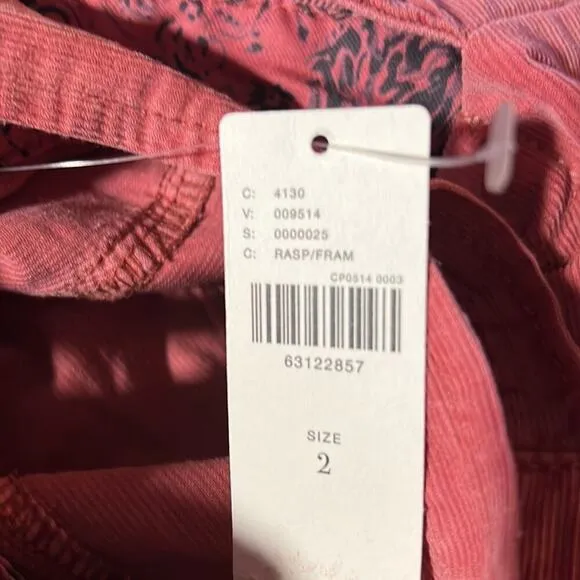 C: 4130
V: 009514
S: 0000025
C: RASP/FRAM
CP0514 0003
63122857
SIZE
2